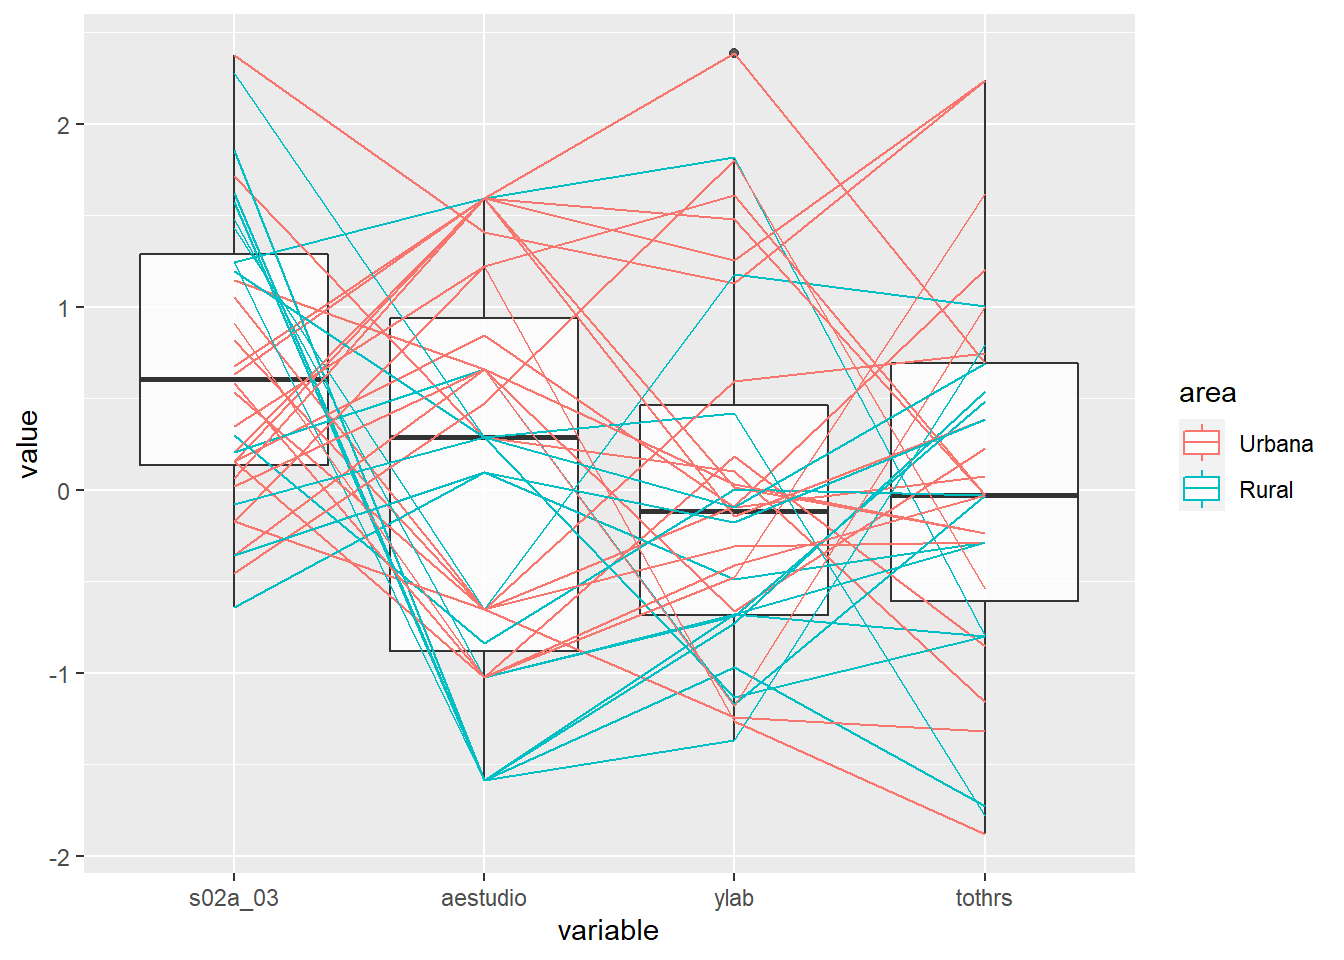 2
1
0
-1
-2
value
s02a_03 aestudio ylab tothrs
variable
area
Urbana
Rural